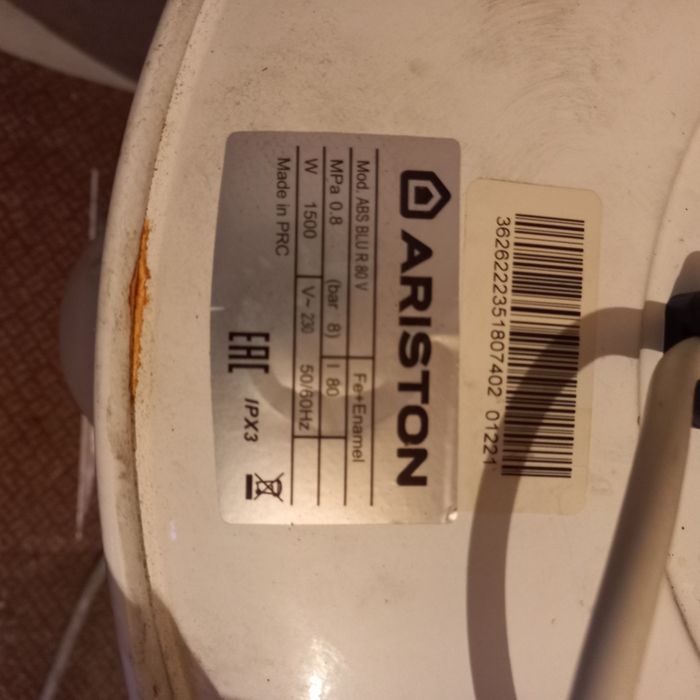 ARISTON
Mod. ABS BLU R 80 V Fe+Enamel
MPa 0.8 (bar 8) l 80
W 1500 V~ 230 50/60Hz
Made in PRC
EAC IPX3
3626222351807402 01221